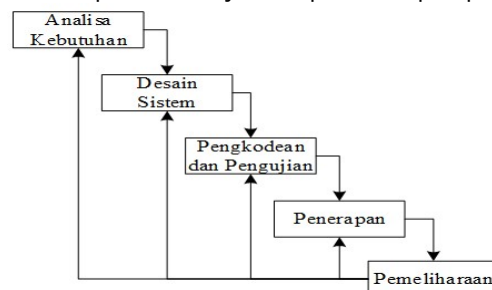 Analisa
Kebutuhan
Desain
Sistem
Pengkodean
dan Pengujian
Penerapan
Pemeliharaan